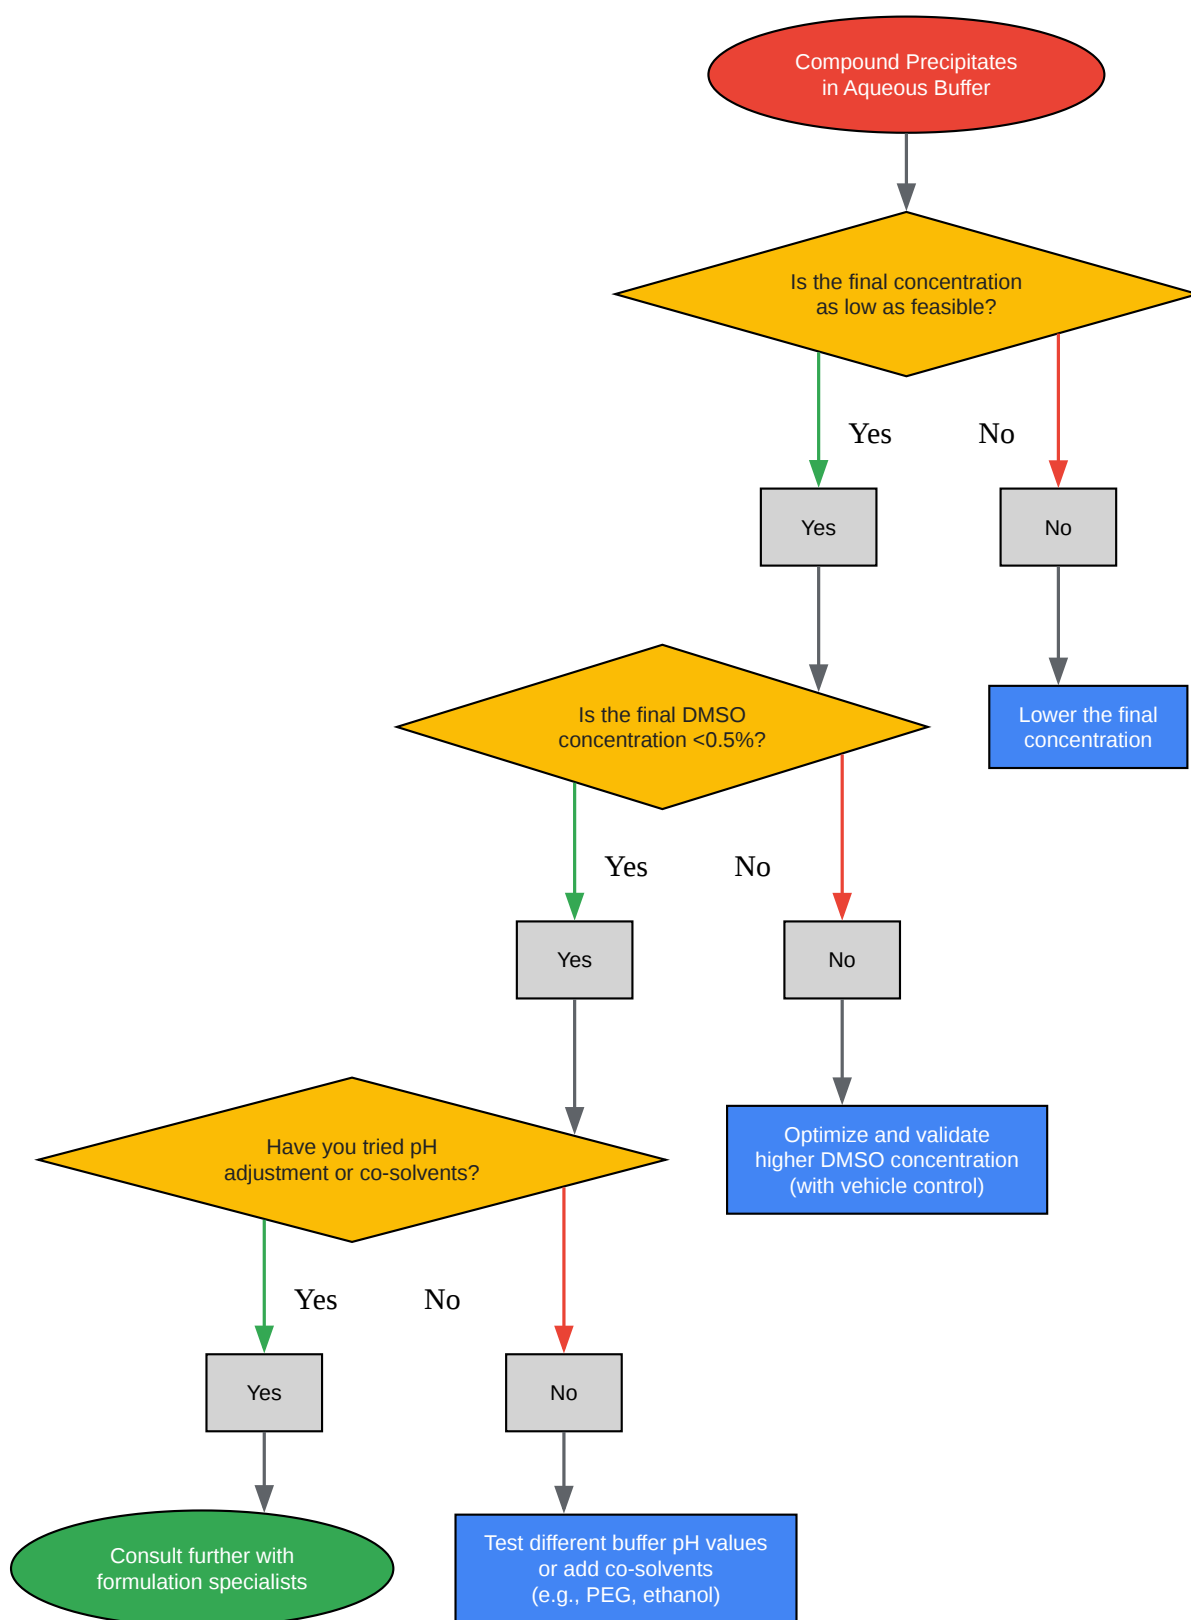 Compound Precipitates
in Aqueous Buffer
Is the final concentration
as low as feasible?
Yes
No
Yes
No
Is the final DMSO
concentration <0.5%?
Lower the final
concentration
Yes
No
Yes
No
Have you tried pH
adjustment or co-solvents?
Optimize and validate
higher DMSO concentration
(with vehicle control)
Yes
No
Yes
No
Consult further with
formulation specialists
Test different buffer pH values
or add co-solvents
(e.g., PEG, ethanol)